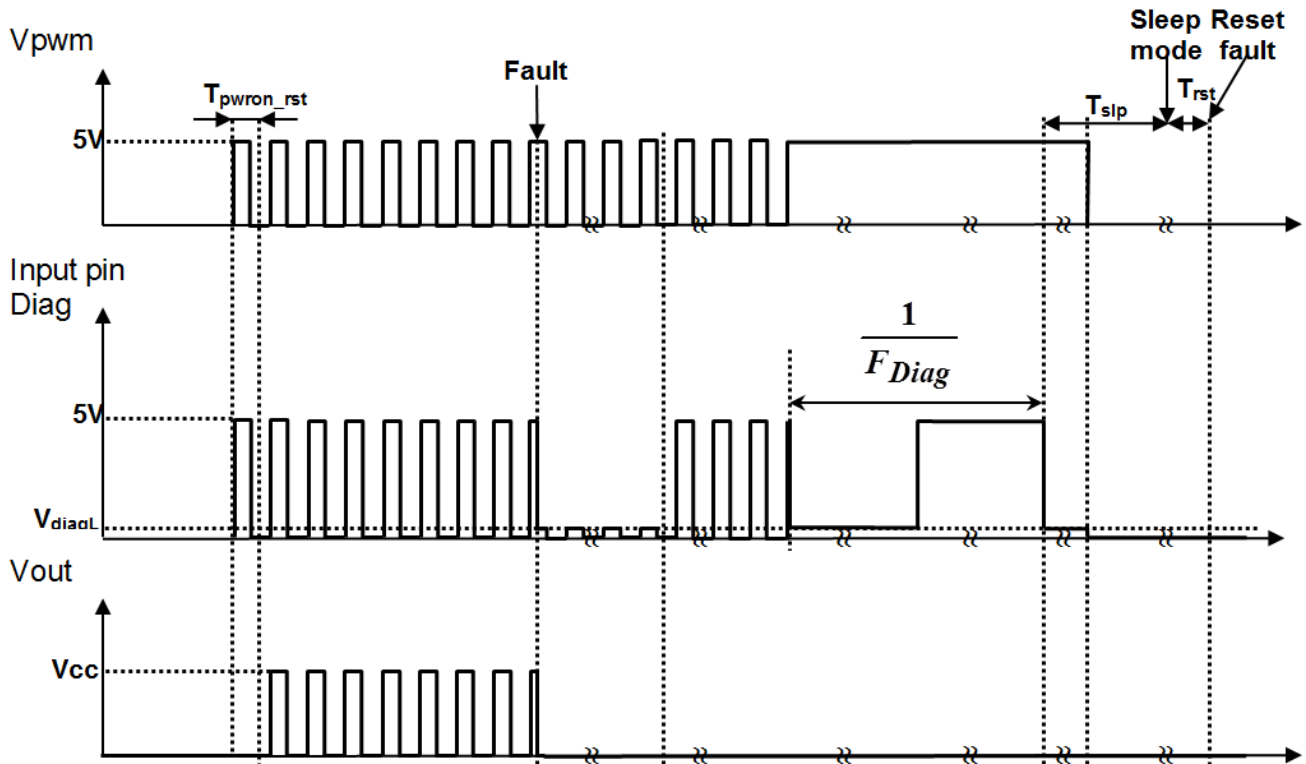 Vpwm
Sleep Reset
mode fault
Fault
Tpwron_rst
Tslp
Trst
5V
Input pin
Diag
1
FDiag
5V
VdiagL
Vout
Vcc